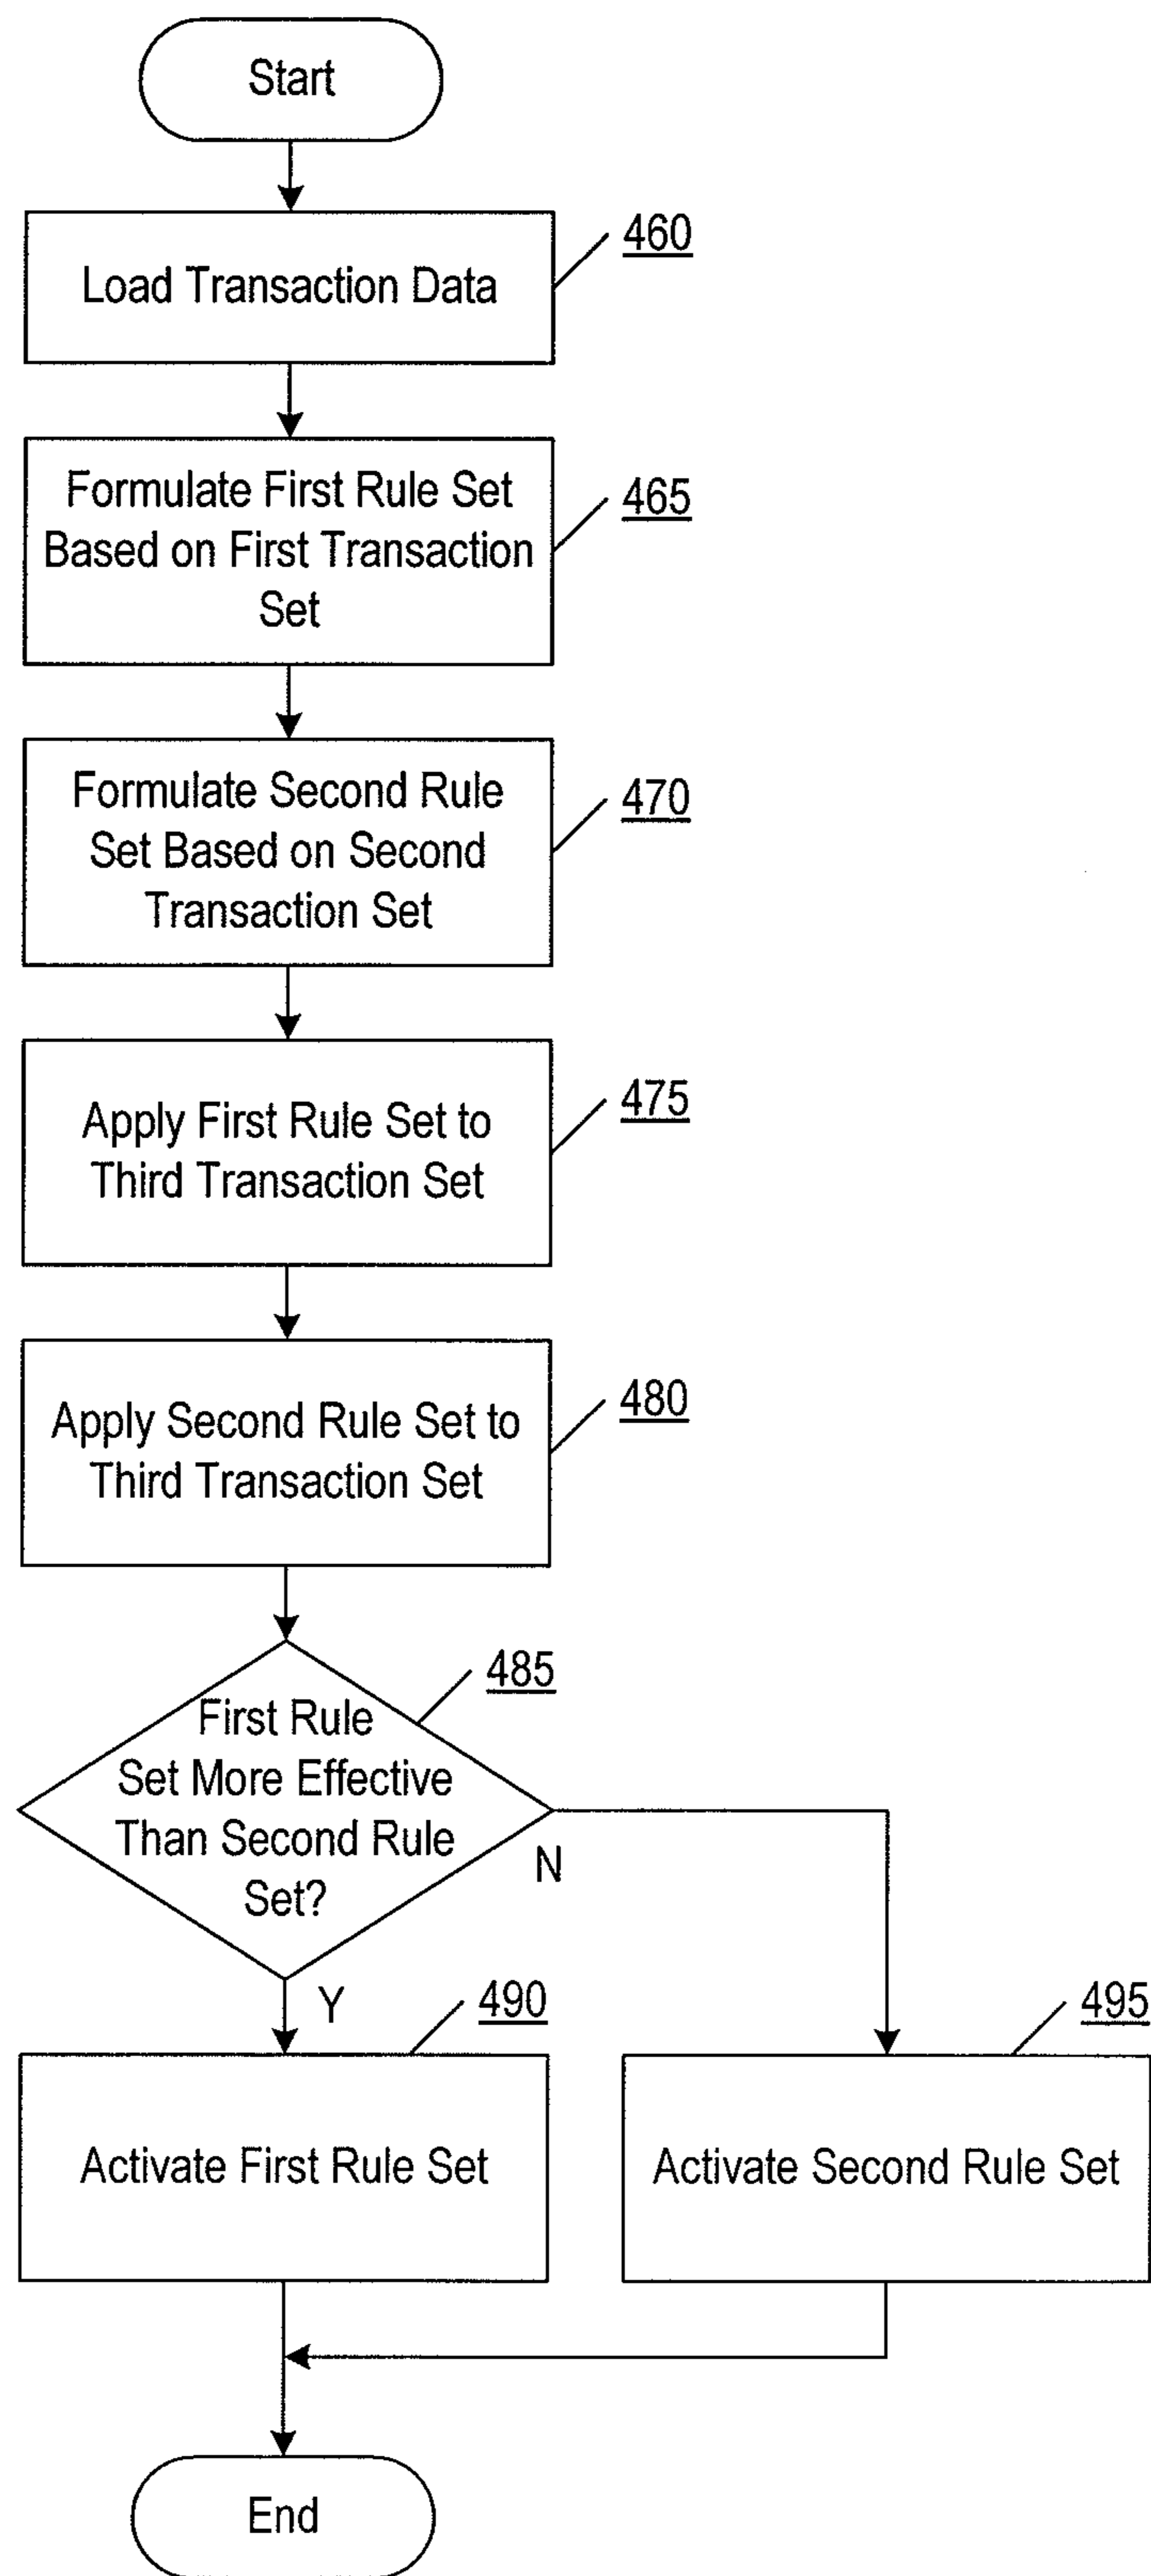 Start
Load Transaction Data
460
Formulate First Rule Set
Based on First Transaction
Set
465
Formulate Second Rule
Set Based on Second
Transaction Set
470
Apply First Rule Set to
Third Transaction Set
475
Apply Second Rule Set to
Third Transaction Set
480
First Rule
Set More Effective
Than Second Rule
Set?
485
N
Y
490
495
Activate First Rule Set
Activate Second Rule Set
End